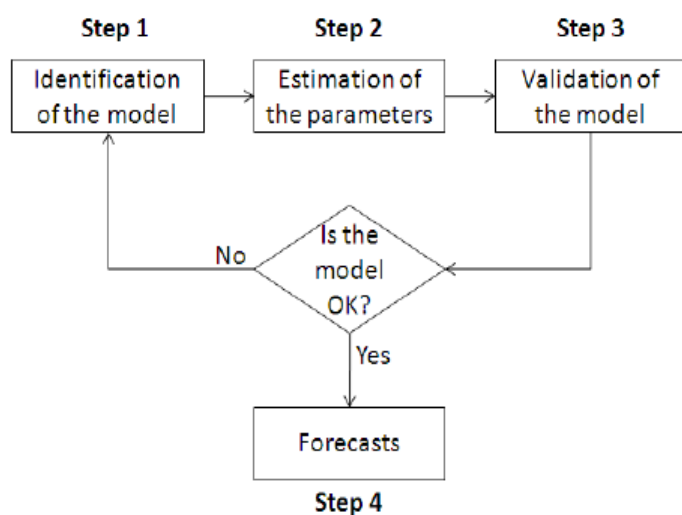 Step 1
Step 2
Step 3
Identification
of the model
Estimation of
the parameters
Validation of
the model
Is the
model
OK?
No
Yes
Forecasts
Step 4